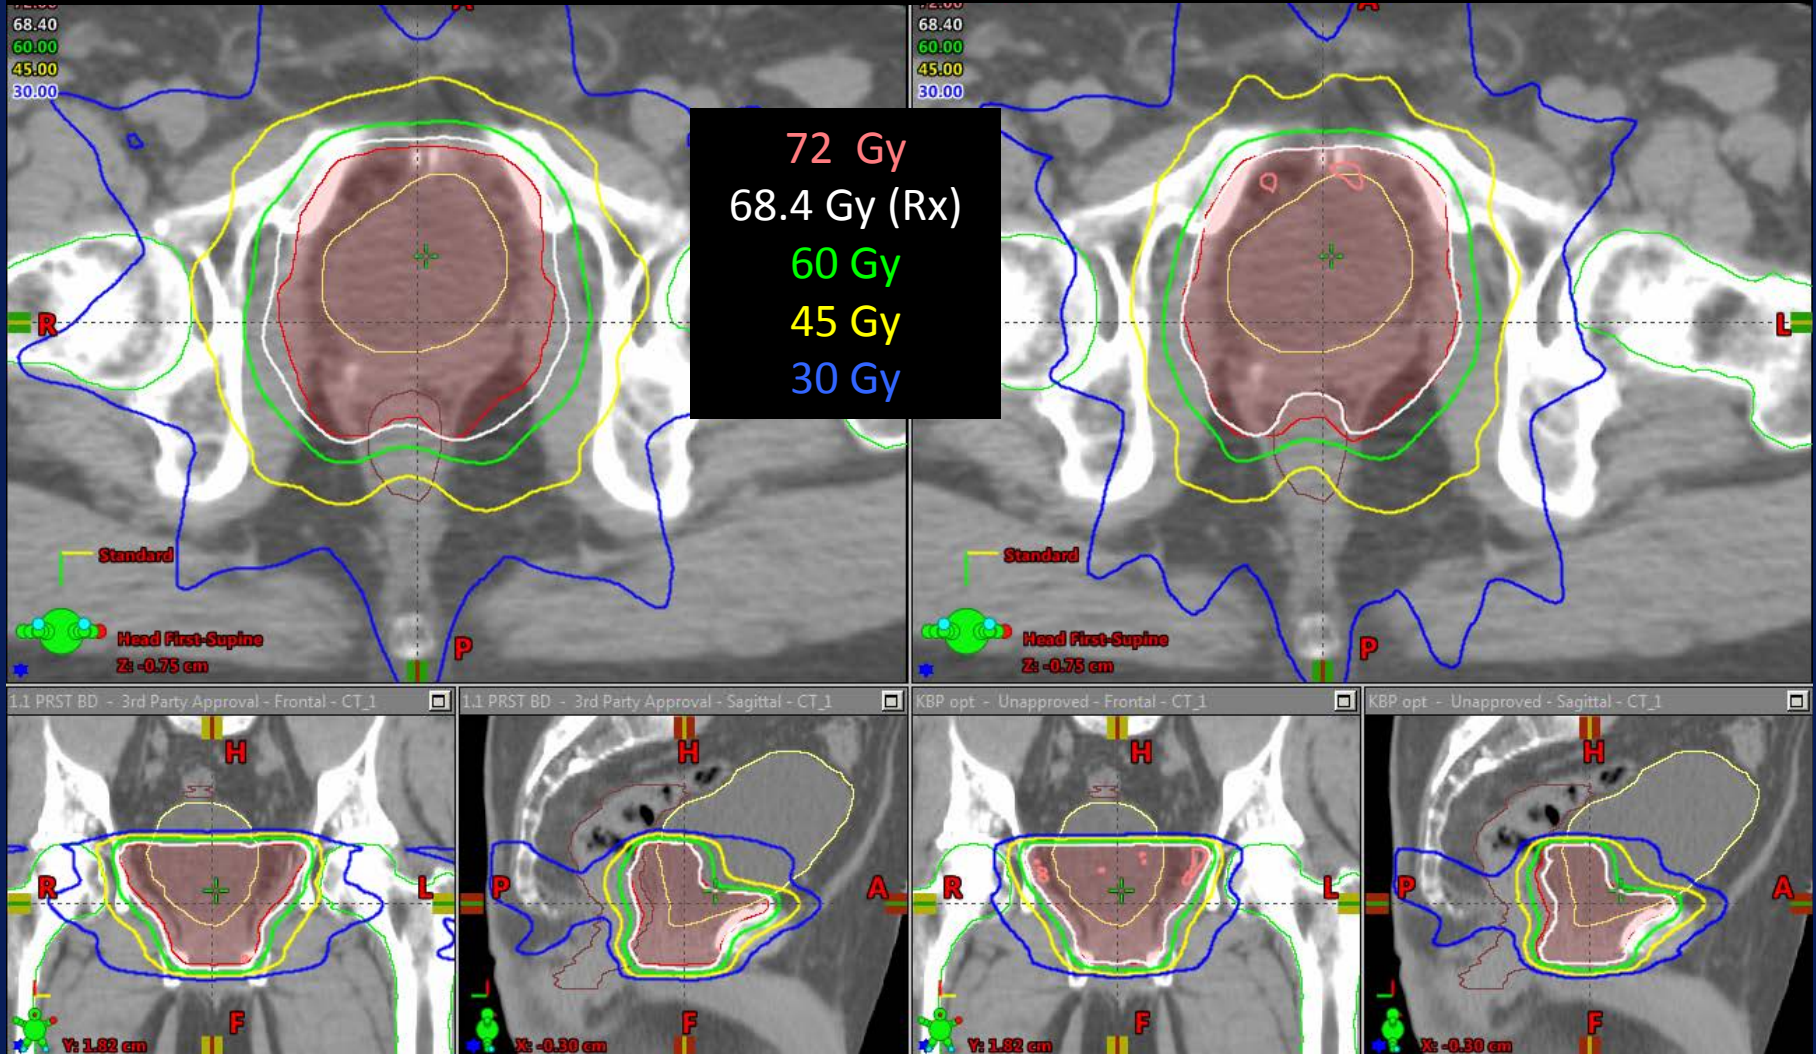 A
72.00
68.40
60.00
45.00
30.00
R
Standard
Head First-Supine
Z: -0.75 cm
P
72 Gy
68.4 Gy (Rx)
60 Gy
45 Gy
30 Gy
A
72.00
68.40
60.00
45.00
30.00
L
Standard
Head First-Supine
Z: -0.75 cm
P
1.1 PRST BD - 3rd Party Approval - Frontal - CT_1
H
R
L
F
Y: 1.82 cm
1.1 PRST BD - 3rd Party Approval - Sagittal - CT_1
H
P
A
F
X: -0.30 cm
KBP opt - Unapproved - Frontal - CT_1
H
R
L
F
Y: 1.82 cm
KBP opt - Unapproved - Sagittal - CT_1
H
P
A
F
X: -0.30 cm